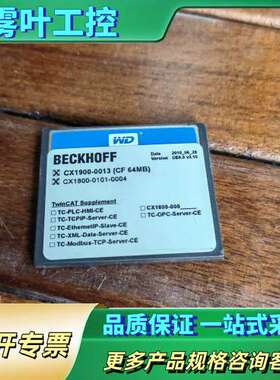 雾叶工控
WD
BECKHOFF
Date 2010_06_28
Version CE6.0
CX1900-0013 (CF 64MB)
CX1800-0101-0004
TwinCAT Supplement
TC-PLC-HMI-CE
CX1800-000
TC-TCPIP-Server-CE
TC-OPC-Server-CE
TC-EthernetIP-Slave-CE
TC-XML-Data-Server-CE
TC-Modbus-TCP-Server-CE
开专票
品质保证 一站式采
更多产品规格咨询客